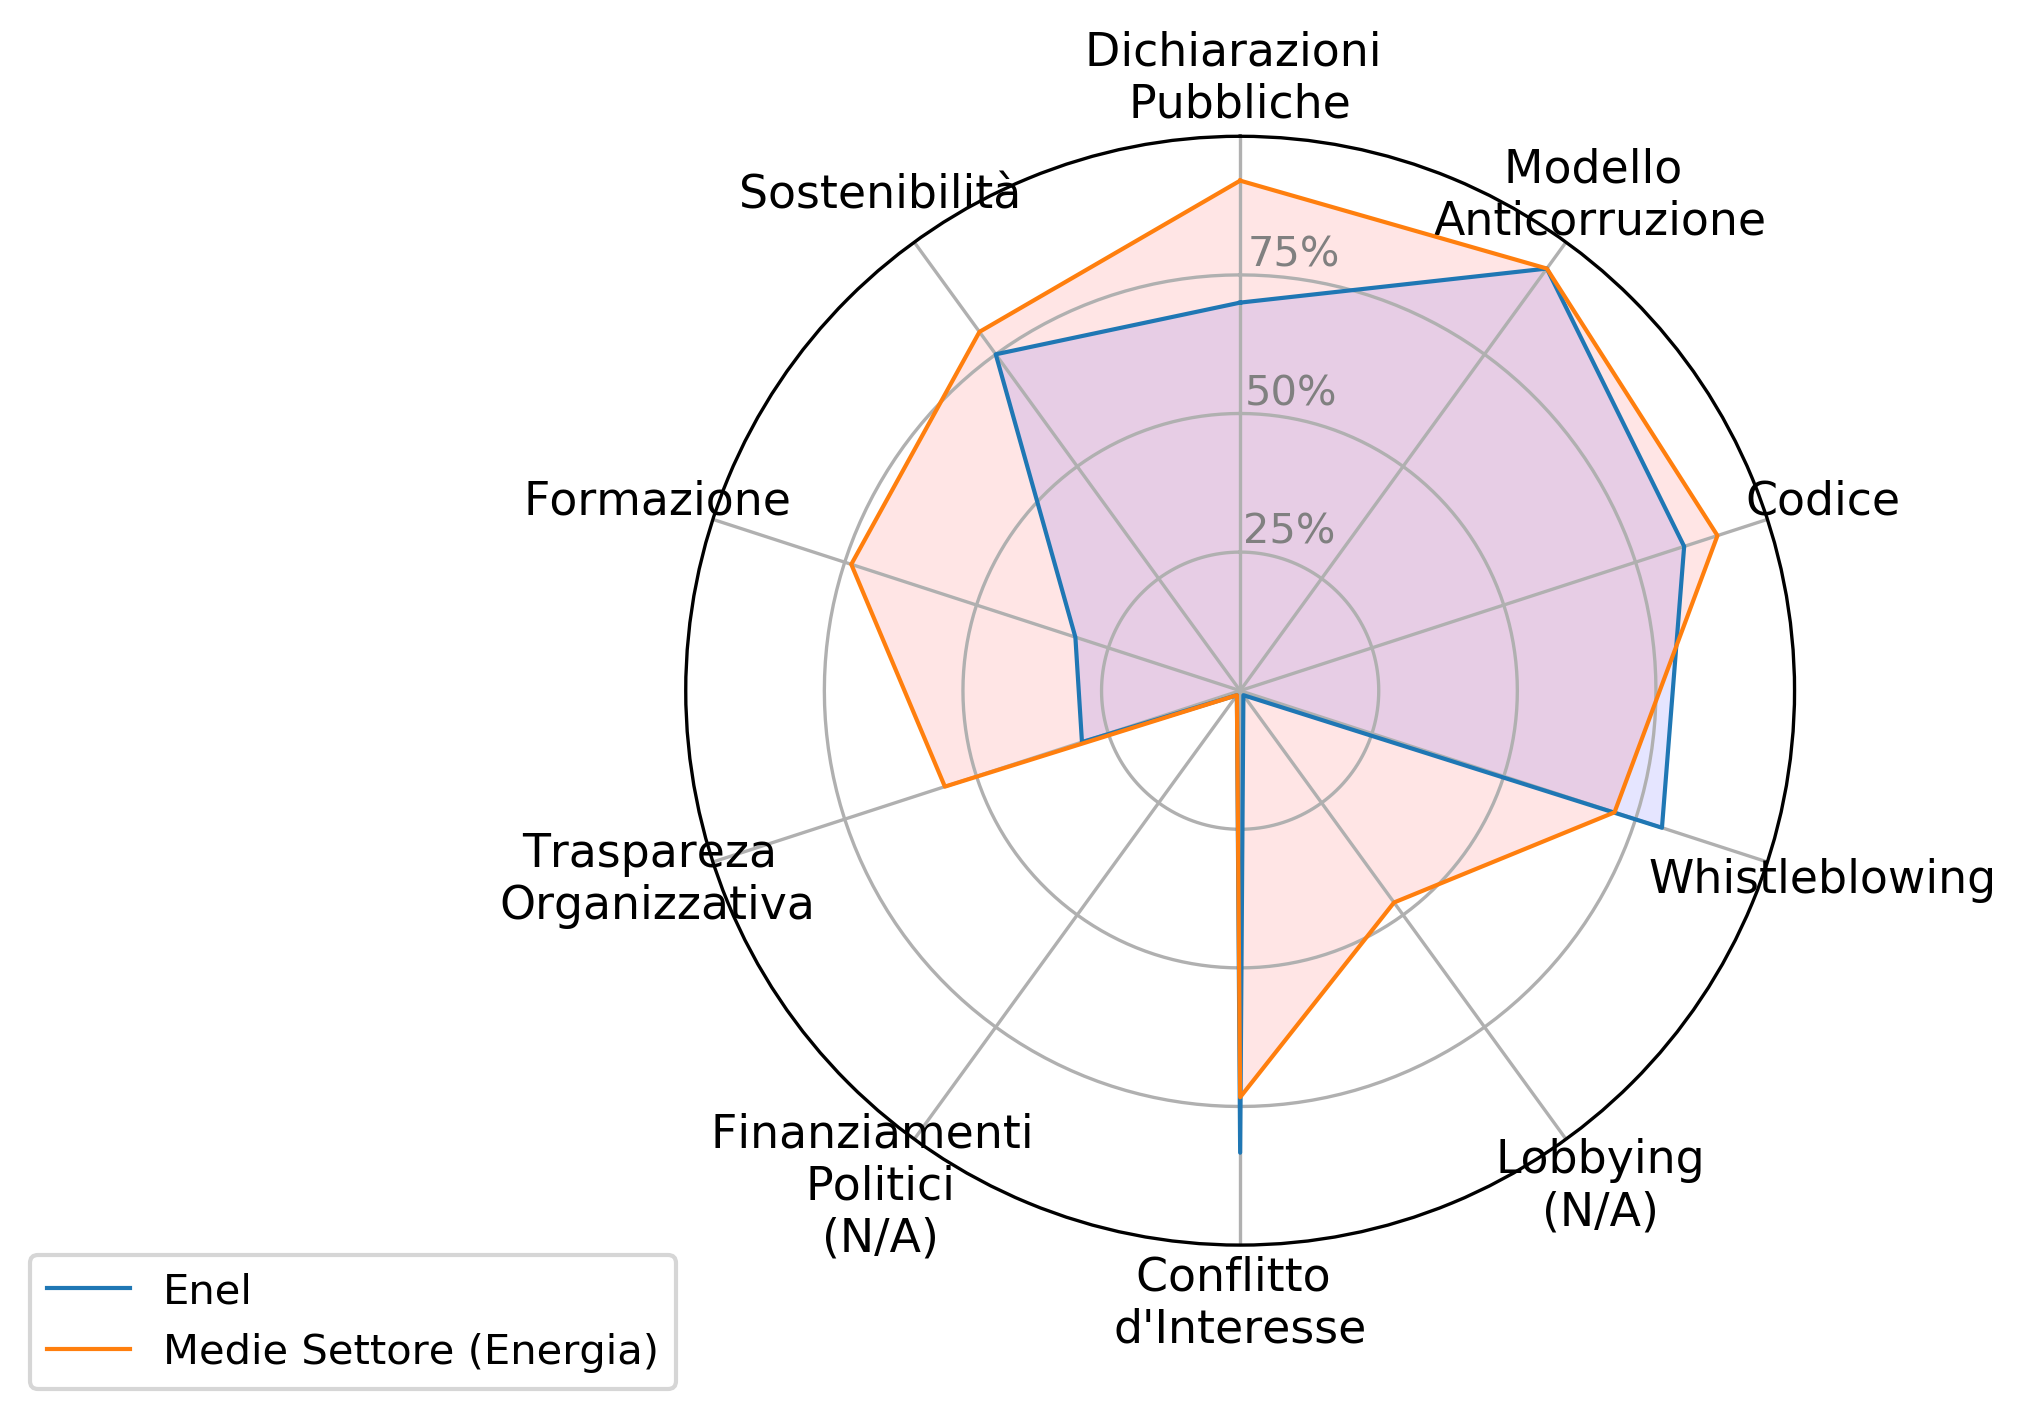 Dichiarazioni
Pubbliche
Modello
Anticorruzione
Sostenibilità
75%
50%
Formazione
Codice
25%
Traspareza
Organizzativa
Whistleblowing
Finanziamenti
Politici
(N/A)
Lobbying
(N/A)
Conflitto
d'Interesse
Enel
Medie Settore (Energia)